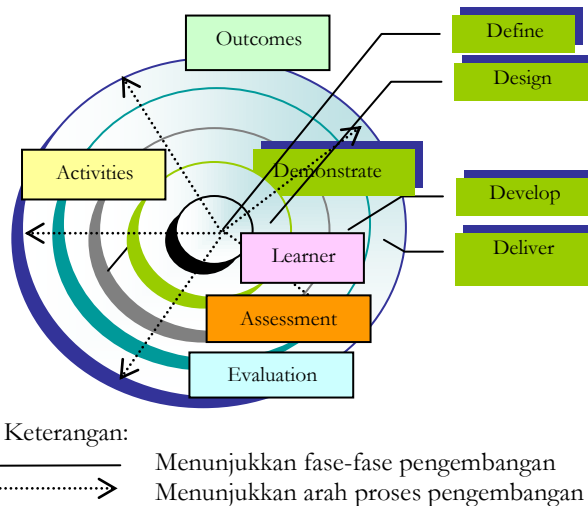 Outcomes
Define
Design
Activities
Demonstrate
Develop
Learner
Deliver
Assessment
Evaluation
Keterangan:
Menunjukkan fase-fase pengembangan
Menunjukkan arah proses pengembangan